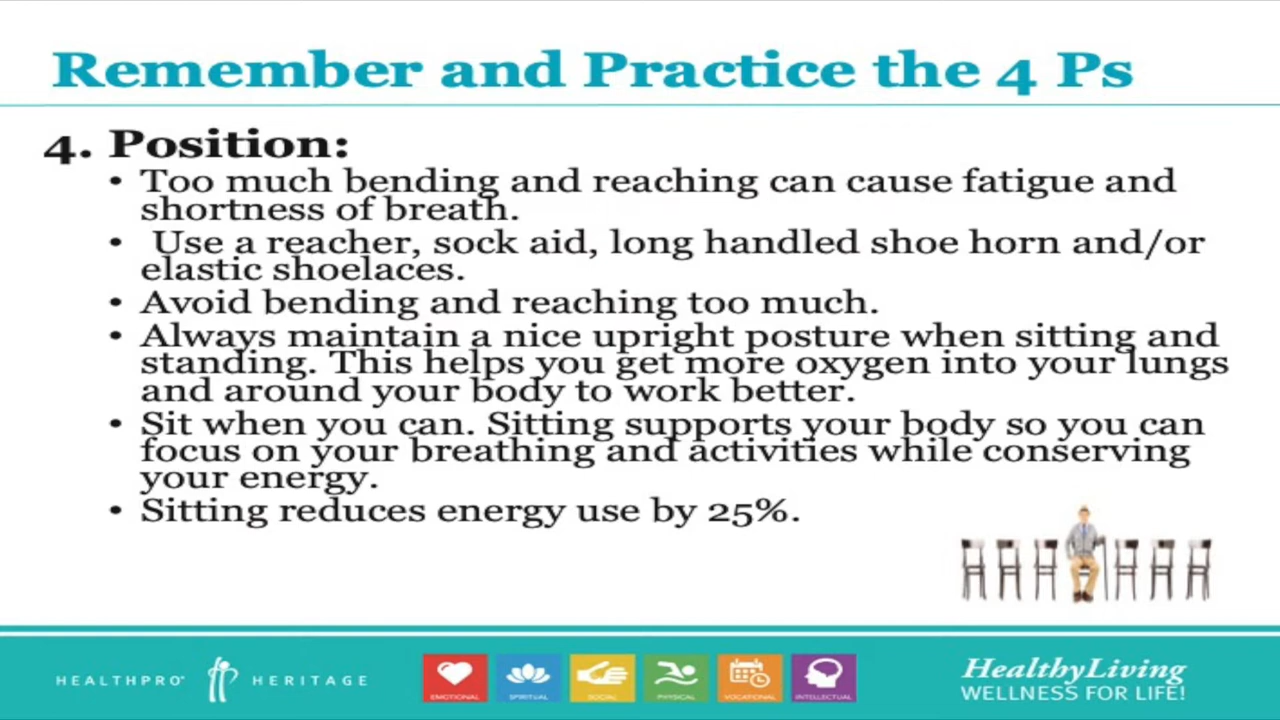 Remember and Practice the 4 Ps
4. Position:
• Too much bending and reaching can cause fatigue and
shortness of breath.
• Use a reacher, sock aid, long handled shoe horn and/or
elastic shoelaces.
• Avoid bending and reaching too much.
• Always maintain a nice upright posture when sitting and
standing. This helps you get more oxygen into your lungs
and around your body to work better.
• Sit when you can. Sitting supports your body so you can
focus on your breathing and activities while conserving
your energy.
• Sitting reduces energy use by 25%.
HEALTHPRO HERITAGE
EMOTIONAL SPIRITUAL SOCIAL PHYSICAL VOCATIONAL INTELLECTUAL
HealthyLiving
WELLNESS FOR LIFE!